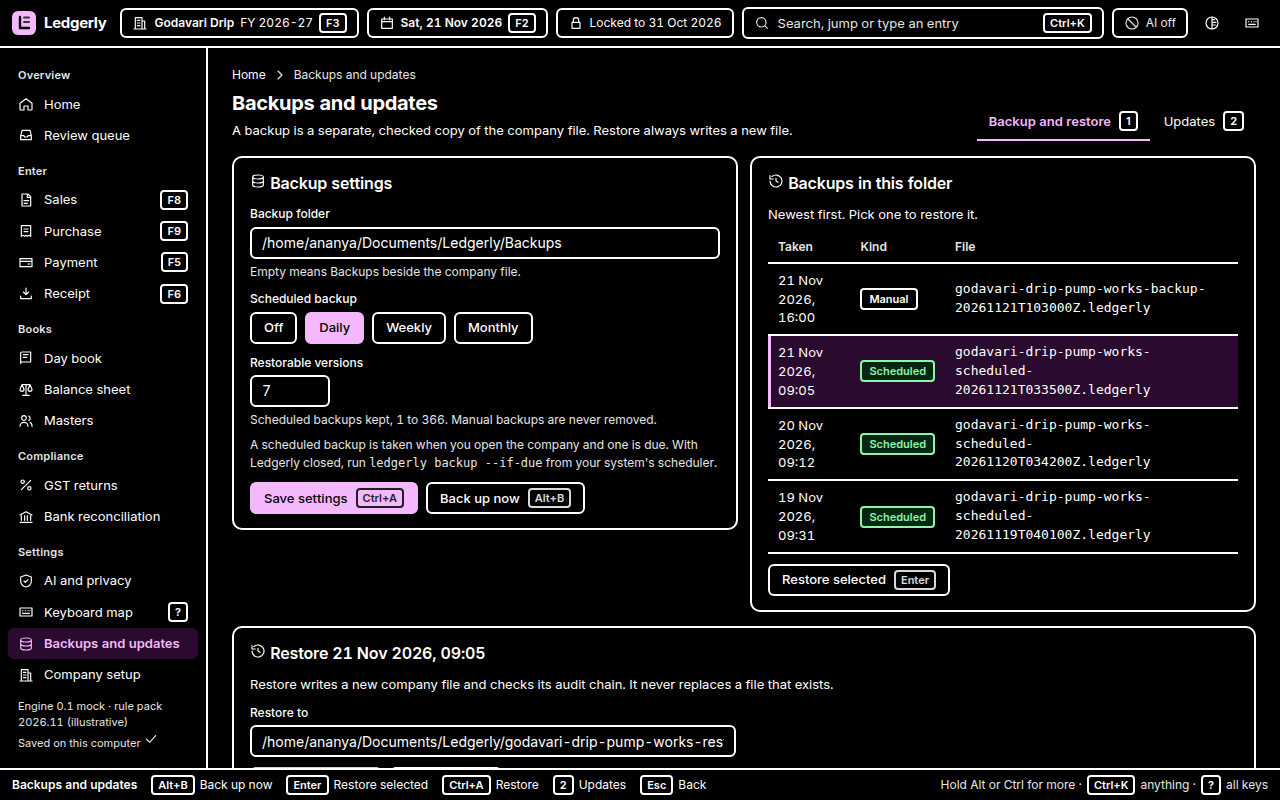 Ledgerly
Godavari Drip FY 2026-27 F3
Sat, 21 Nov 2026 F2
Locked to 31 Oct 2026
Search, jump or type an entry Ctrl+K
AI off
Overview
Home
Review queue
Enter
Sales F8
Purchase F9
Payment F5
Receipt F6
Books
Day book
Balance sheet
Masters
Compliance
GST returns
Bank reconciliation
Settings
AI and privacy
Keyboard map ?
Backups and updates
Company setup
Engine 0.1 mock · rule pack
2026.11 (illustrative)
Saved on this computer
Home > Backups and updates
Backups and updates
A backup is a separate, checked copy of the company file. Restore always writes a new file.
Backup and restore 1
Updates 2
Backup settings
Backup folder
/home/ananya/Documents/Ledgerly/Backups
Empty means Backups beside the company file.
Scheduled backup
Off Daily Weekly Monthly
Restorable versions
7
Scheduled backups kept, 1 to 366. Manual backups are never removed.
A scheduled backup is taken when you open the company and one is due. With
Ledgerly closed, run ledgerly backup --if-due from your system's scheduler.
Save settings Ctrl+A Back up now Alt+B
Backups in this folder
Newest first. Pick one to restore it.
Taken Kind File
21 Nov
2026,
16:00
Manual
godavari-drip-pump-works-backup-
20261121T103000Z.ledgerly
21 Nov
2026,
09:05
Scheduled
godavari-drip-pump-works-
scheduled-
20261121T033500Z.ledgerly
20 Nov
2026,
09:12
Scheduled
godavari-drip-pump-works-
scheduled-
20261120T034200Z.ledgerly
19 Nov
2026,
09:31
Scheduled
godavari-drip-pump-works-
scheduled-
20261119T040100Z.ledgerly
Restore selected Enter
Restore 21 Nov 2026, 09:05
Restore writes a new company file and checks its audit chain. It never replaces a file that exists.
Restore to
/home/ananya/Documents/Ledgerly/godavari-drip-pump-works-res
Backups and updates Alt+B Back up now Enter Restore selected Ctrl+A Restore 2 Updates Esc Back
Hold Alt or Ctrl for more · Ctrl+K anything · ? all keys